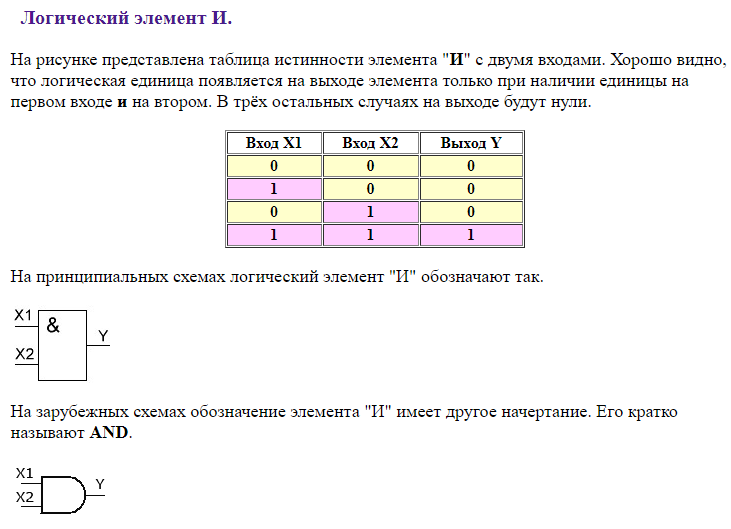 Логический элемент И.
На рисунке представлена таблица истинности элемента "И" с двумя входами. Хорошо видно,
что логическая единица появляется на выходе элемента только при наличии единицы на
первом входе и на втором. В трёх остальных случаях на выходе будут нули.
Вход X1 Вход X2 Выход Y
0 0 0
1 0 0
0 1 0
1 1 1
На принципиальных схемах логический элемент "И" обозначают так.
X1
&
Y
X2
На зарубежных схемах обозначение элемента "И" имеет другое начертание. Его кратко
называют AND.
X1
Y
X2